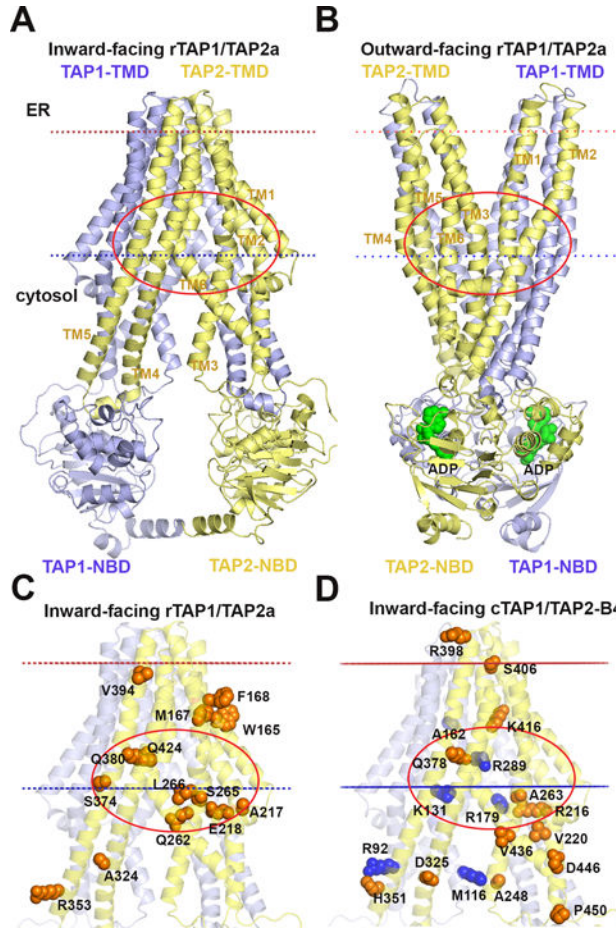 A
Inward-facing rTAP1/TAP2a
TAP1-TMD TAP2-TMD
ER
TM1
TM2
TM6
cytosol
TM5
TM4
TM3
TAP1-NBD TAP2-NBD
B
Outward-facing rTAP1/TAP2a
TAP2-TMD TAP1-TMD
TM1
TM2
TM5
TM3
TM4
TM6
ADP ADP
TAP2-NBD TAP1-NBD
C
Inward-facing rTAP1/TAP2a
V394
F168
M167
W165
Q380
Q424
L266
S265
S374
A217
E218
Q262
A324
R353
D
Inward-facing cTAP1/TAP2-B4
R398
S406
K416
A162
Q378
R289
A263
K131
R179
R216
V436
V220
R92
D325
D446
H351
M116
A248
P450